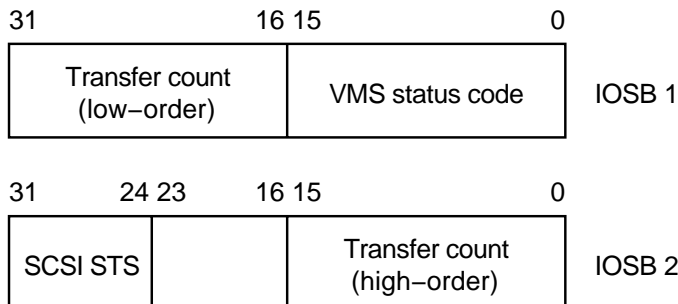 31 16 15 0
Transfer count
(low−order)
VMS status code
IOSB 1
31 24 23 16 15 0
SCSI STS
Transfer count
(high−order)
IOSB 2